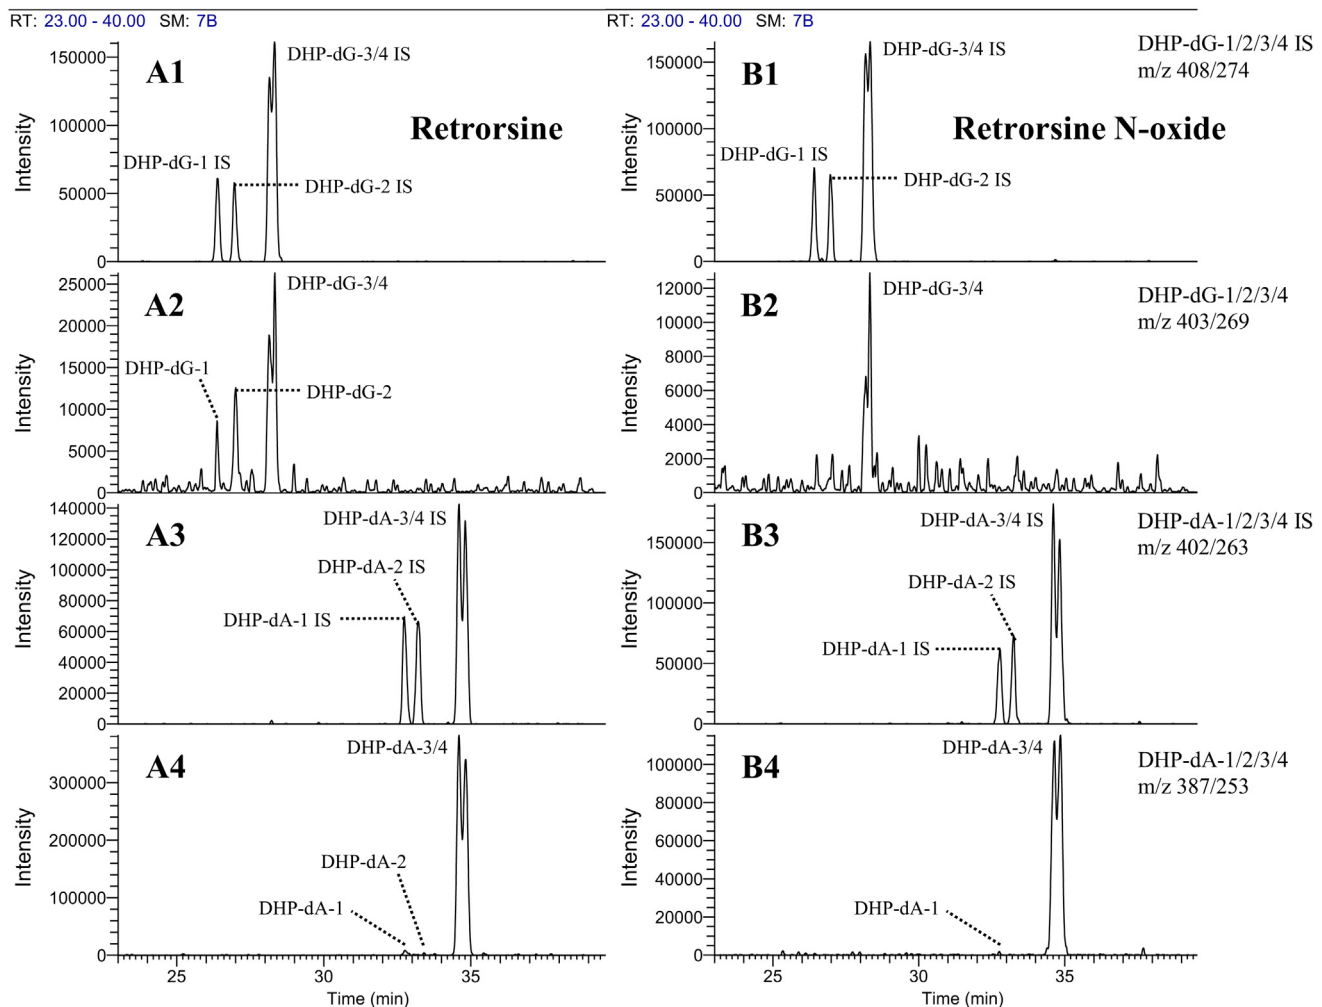 RT: 23.00 - 40.00 SM: 7B
RT: 23.00 - 40.00 SM: 7B
A1
Retrorsine
DHP-dG-3/4 IS
DHP-dG-1 IS
DHP-dG-2 IS
Intensity
150000
100000
50000
0
B1
Retrorsine N-oxide
DHP-dG-3/4 IS
DHP-dG-1 IS
DHP-dG-2 IS
DHP-dG-1/2/3/4 IS
m/z 408/274
Intensity
150000
100000
50000
0
A2
DHP-dG-3/4
DHP-dG-1
DHP-dG-2
Intensity
25000
20000
15000
10000
5000
0
B2
DHP-dG-3/4
DHP-dG-1/2/3/4
m/z 403/269
Intensity
12000
10000
8000
6000
4000
2000
0
A3
DHP-dA-3/4 IS
DHP-dA-2 IS
DHP-dA-1 IS
Intensity
140000
120000
100000
80000
60000
40000
20000
0
B3
DHP-dA-3/4 IS
DHP-dA-2 IS
DHP-dA-1 IS
DHP-dA-1/2/3/4 IS
m/z 402/263
Intensity
150000
100000
50000
0
A4
DHP-dA-3/4
DHP-dA-2
DHP-dA-1
Intensity
300000
200000
100000
0
25
30
35
Time (min)
B4
DHP-dA-3/4
DHP-dA-1
DHP-dA-1/2/3/4
m/z 387/253
Intensity
100000
80000
60000
40000
20000
0
25
30
35
Time (min)